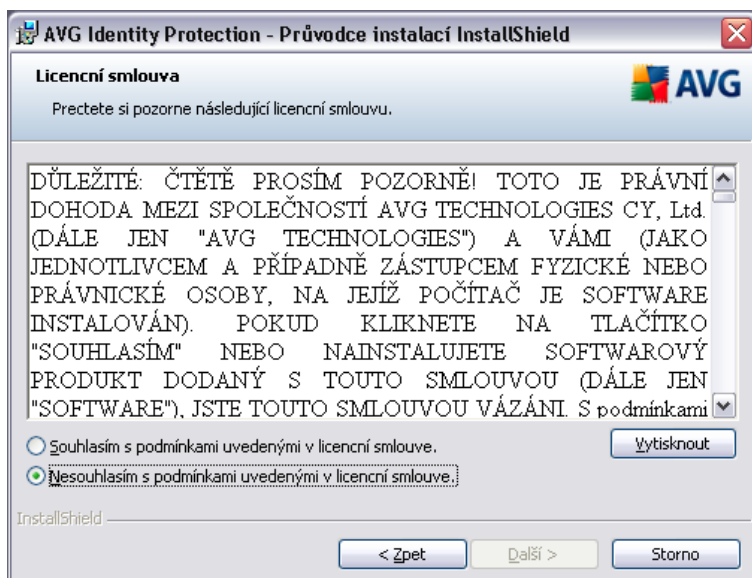 AVG Identity Protection - Průvodce instalací InstallShield
Licencní smlouva
Prectete si pozorne následující licencní smlouvu.
AVG
DŮLEŽITÉ: ČTĚTĚ PROSÍM POZORNĚ! TOTO JE PRÁVNÍ
DOHODA MEZI SPOLEČNOSTÍ AVG TECHNOLOGIES CY, Ltd.
(DÁLE JEN "AVG TECHNOLOGIES") A VÁMI (JAKO
JEDNOTLIVCEM A PŘÍPADNĚ ZÁSTUPCEM FYZICKÉ NEBO
PRÁVNICKÉ OSOBY, NA JEJÍŽ POČÍTAČ JE SOFTWARE
INSTALOVÁN). POKUD KLIKNETE NA TLAČÍTKO
"SOUHLASÍM" NEBO NAINSTALUJETE SOFTWAROVÝ
PRODUKT DODANÝ S TOUTO SMLOUVOU (DÁLE JEN
"SOFTWARE"), JSTE TOUTO SMLOUVOU VÁZÁNI. S podmínkami
Souhlasím s podmínkami uvedenými v licencní smlouve.
Vytisknout
Nesouhlasím s podmínkami uvedenými v licencní smlouve.
InstallShield
< Zpet
Další >
Storno